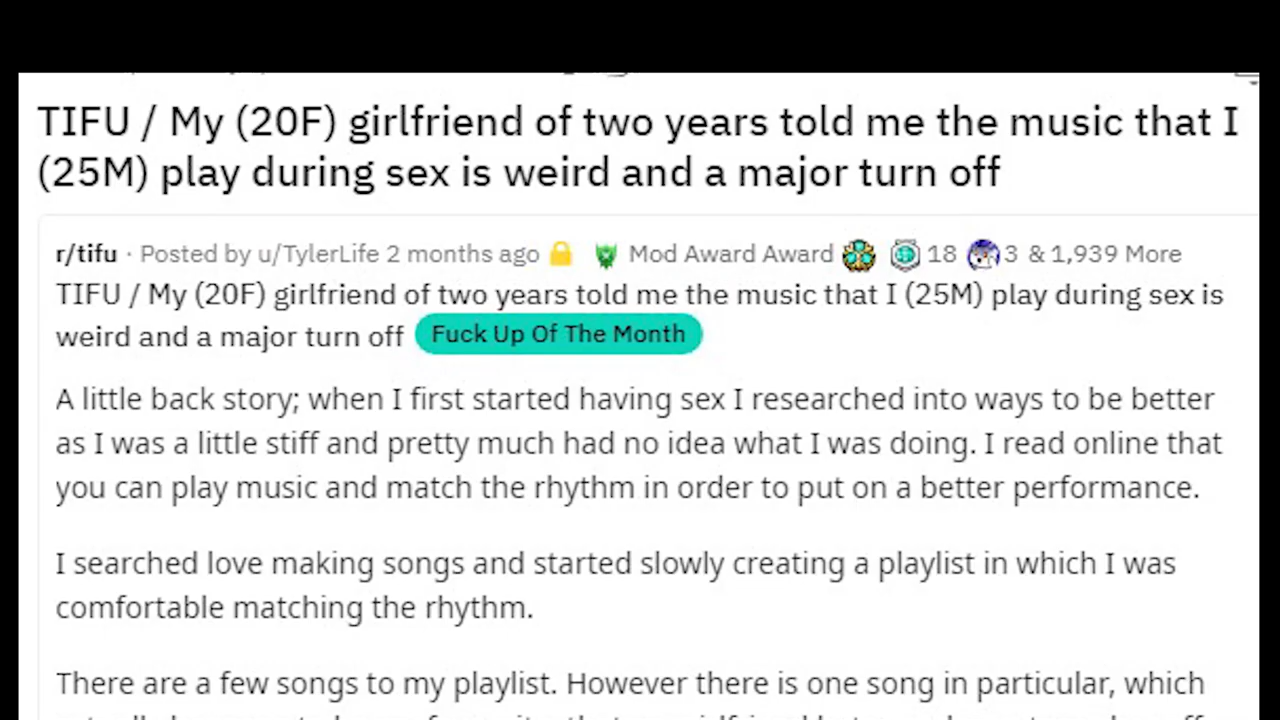 TIFU / My (20F) girlfriend of two years told me the music that I
(25M) play during sex is weird and a major turn off
r/tifu · Posted by u/TylerLife 2 months ago Mod Award Award 18 3 & 1,939 More
TIFU / My (20F) girlfriend of two years told me the music that I (25M) play during sex is
weird and a major turn off Fuck Up Of The Month
A little back story; when I first started having sex I researched into ways to be better
as I was a little stiff and pretty much had no idea what I was doing. I read online that
you can play music and match the rhythm in order to put on a better performance.
I searched love making songs and started slowly creating a playlist in which I was
comfortable matching the rhythm.
There are a few songs to my playlist. However there is one song in particular, which